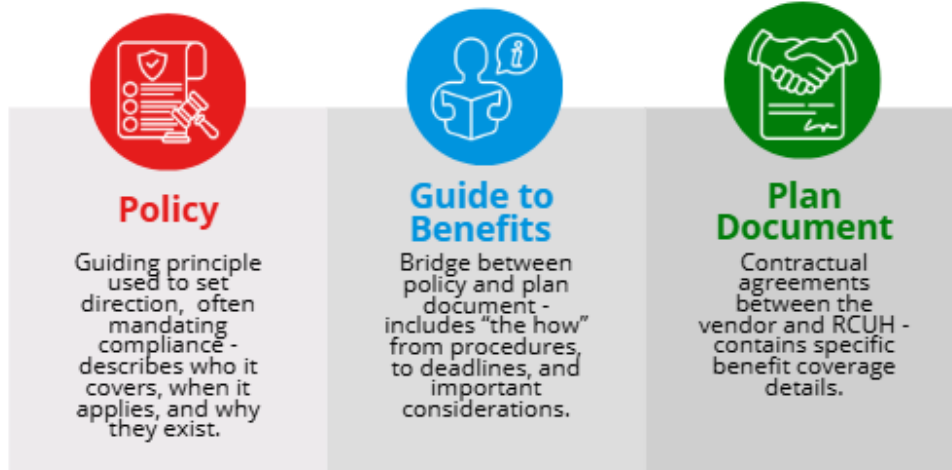 Policy
Guiding principle
used to set
direction, often
mandating
compliance -
describes who it
covers, when it
applies, and why
they exist.
i
Guide to
Benefits
Bridge between
policy and plan
document -
includes “the how”
from procedures,
to deadlines, and
important
considerations.
Plan
Document
Contractual
agreements
between the
vendor and RCUH -
contains specific
benefit coverage
details.